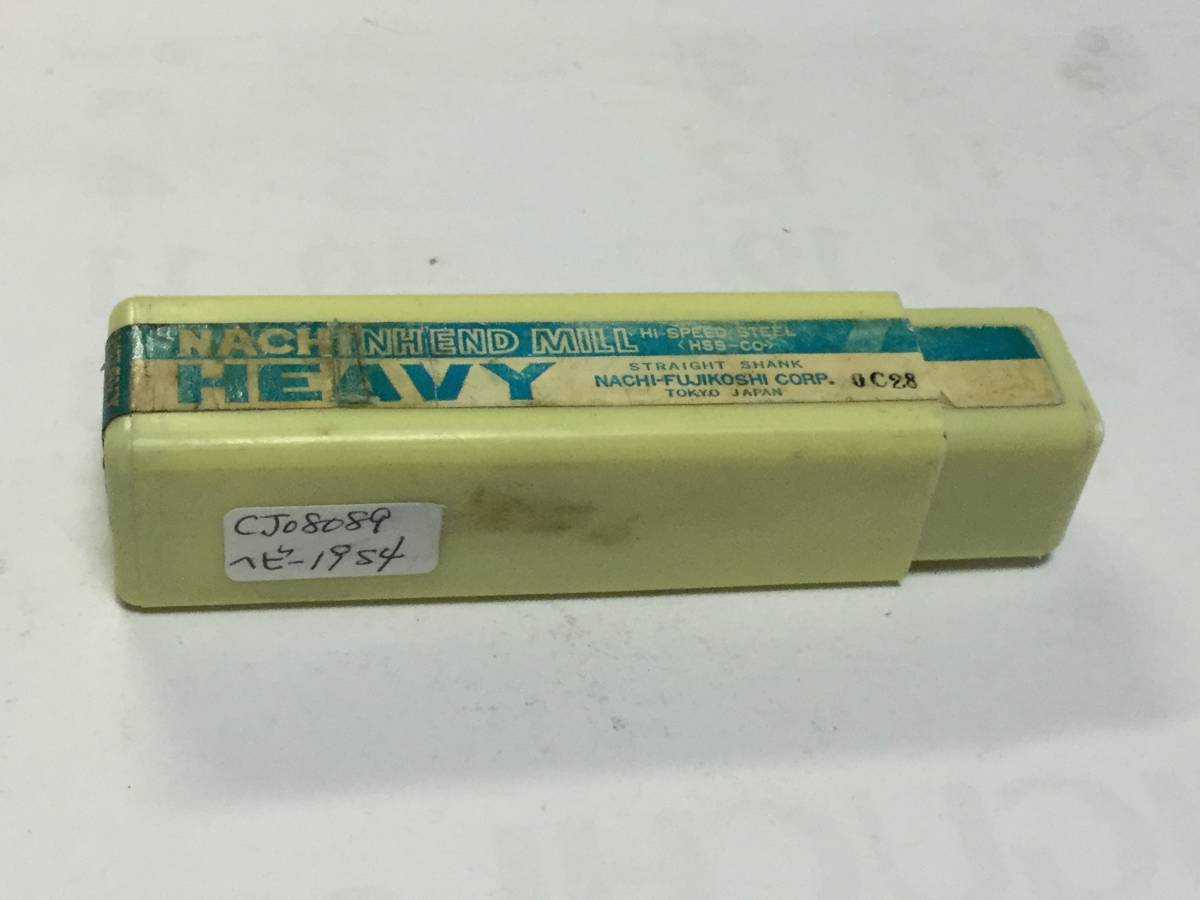 NACHI NH END MILL HI-SPEED STEEL
<HSS-CO>
HEAVY STRAIGHT SHANK
NACHI-FUJIKOSHI CORP. 0C28
TOKYO JAPAN
CJ08089
ヘビー1954